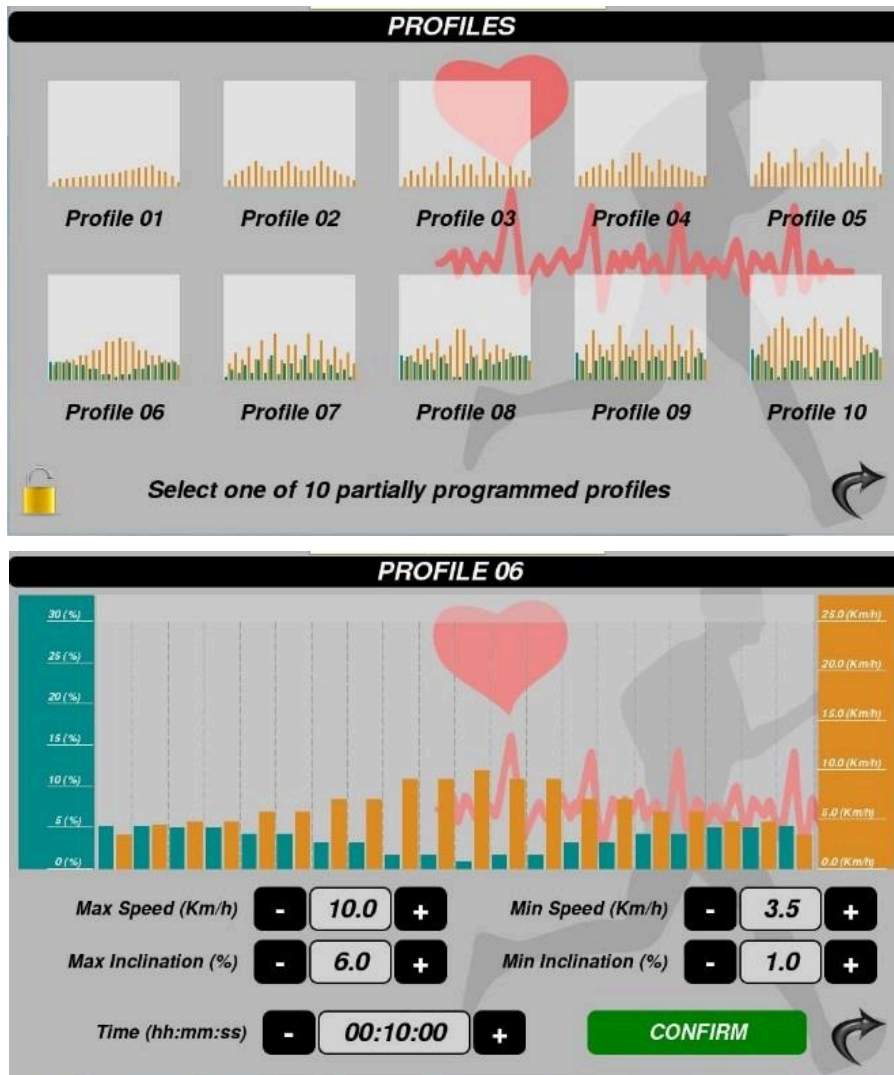 PROFILES
Profile 01 Profile 02 Profile 03 Profile 04 Profile 05
Profile 06 Profile 07 Profile 08 Profile 09 Profile 10
Select one of 10 partially programmed profiles
PROFILE 06
30 (%) 25.0 (Km/h)
25 (%) 20.0 (Km/h)
20 (%)
15 (%) 15.0 (Km/h)
10 (%) 10.0 (Km/h)
5 (%) 5.0 (Km/h)
0 (%) 0.0 (Km/h)
Max Speed (Km/h) - 10.0 + Min Speed (Km/h) - 3.5 +
Max Inclination (%) - 6.0 + Min Inclination (%) - 1.0 +
Time (hh:mm:ss) - 00:10:00 + CONFIRM